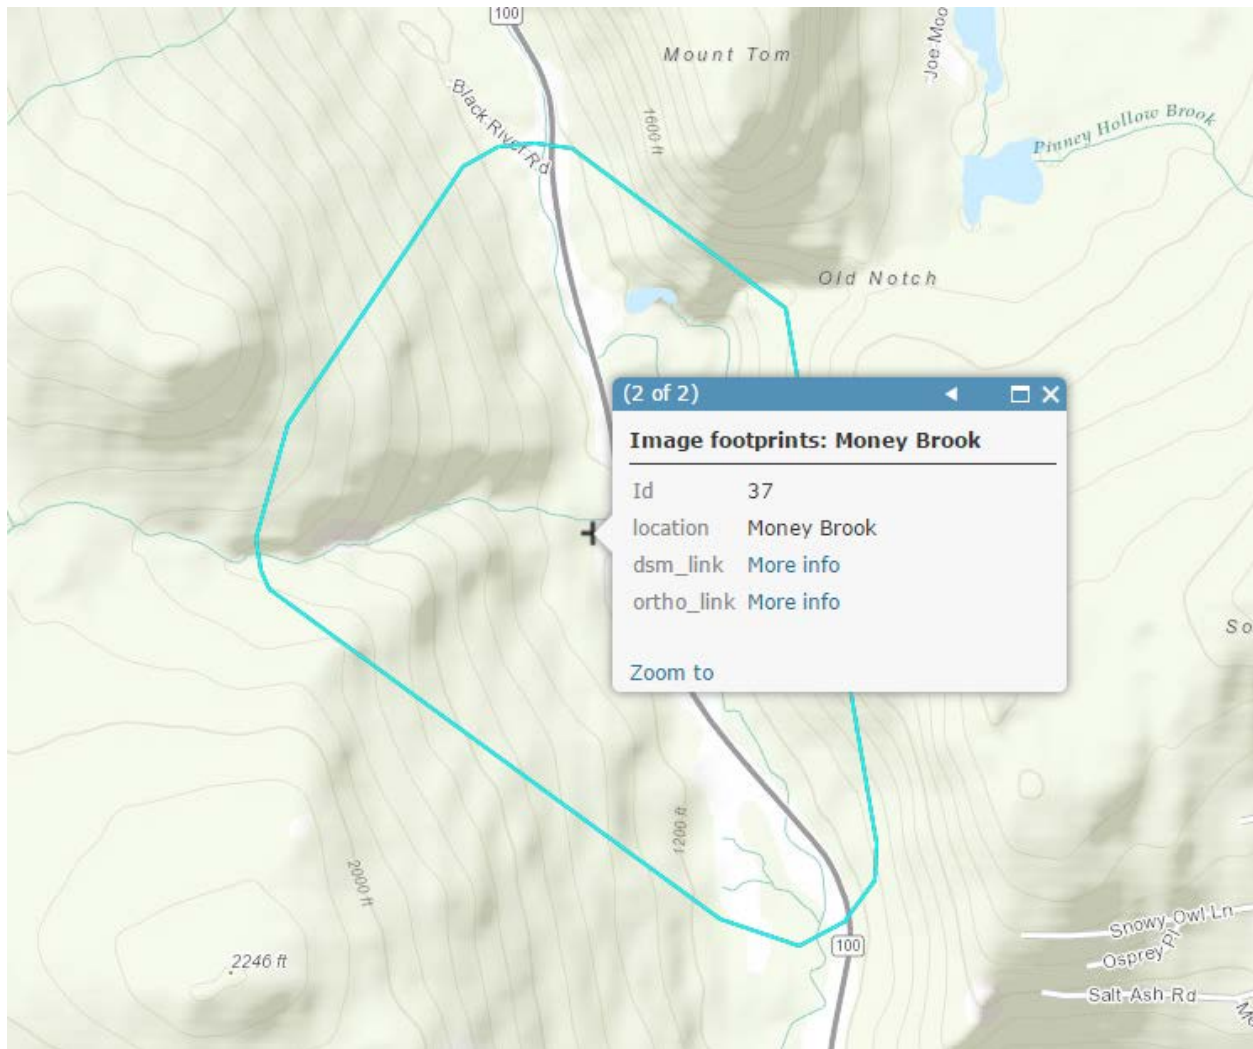 100
Mount Tom
Joe Moo
Black River Rd
1600 ft
Pinney Hollow Brook
Old Notch
(2 of 2)
Image footprints: Money Brook
Id 37
location Money Brook
dsm_link More info
ortho_link More info
So
Zoom to
1200 ft
2000 ft
Snowy Owl Ln
100
2246 ft
Osprey Pl
Salt Ash Rd